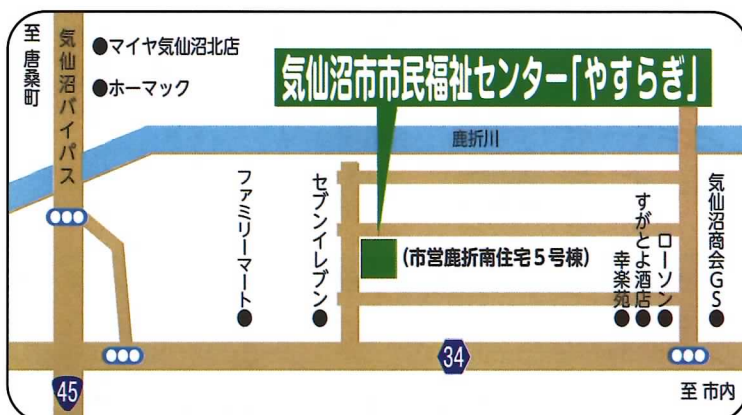 至 唐桑町
気仙沼バイパス
●マイヤ気仙沼北店
●ホーマック
気仙沼市市民福祉センター「やすらぎ」
鹿折川
ファミリーマート●
セブンイレブン●
(市営鹿折南住宅5号棟)
幸楽苑●
すがとよ酒店●
ローソン●
気仙沼商会GS●
34
45
至 市内